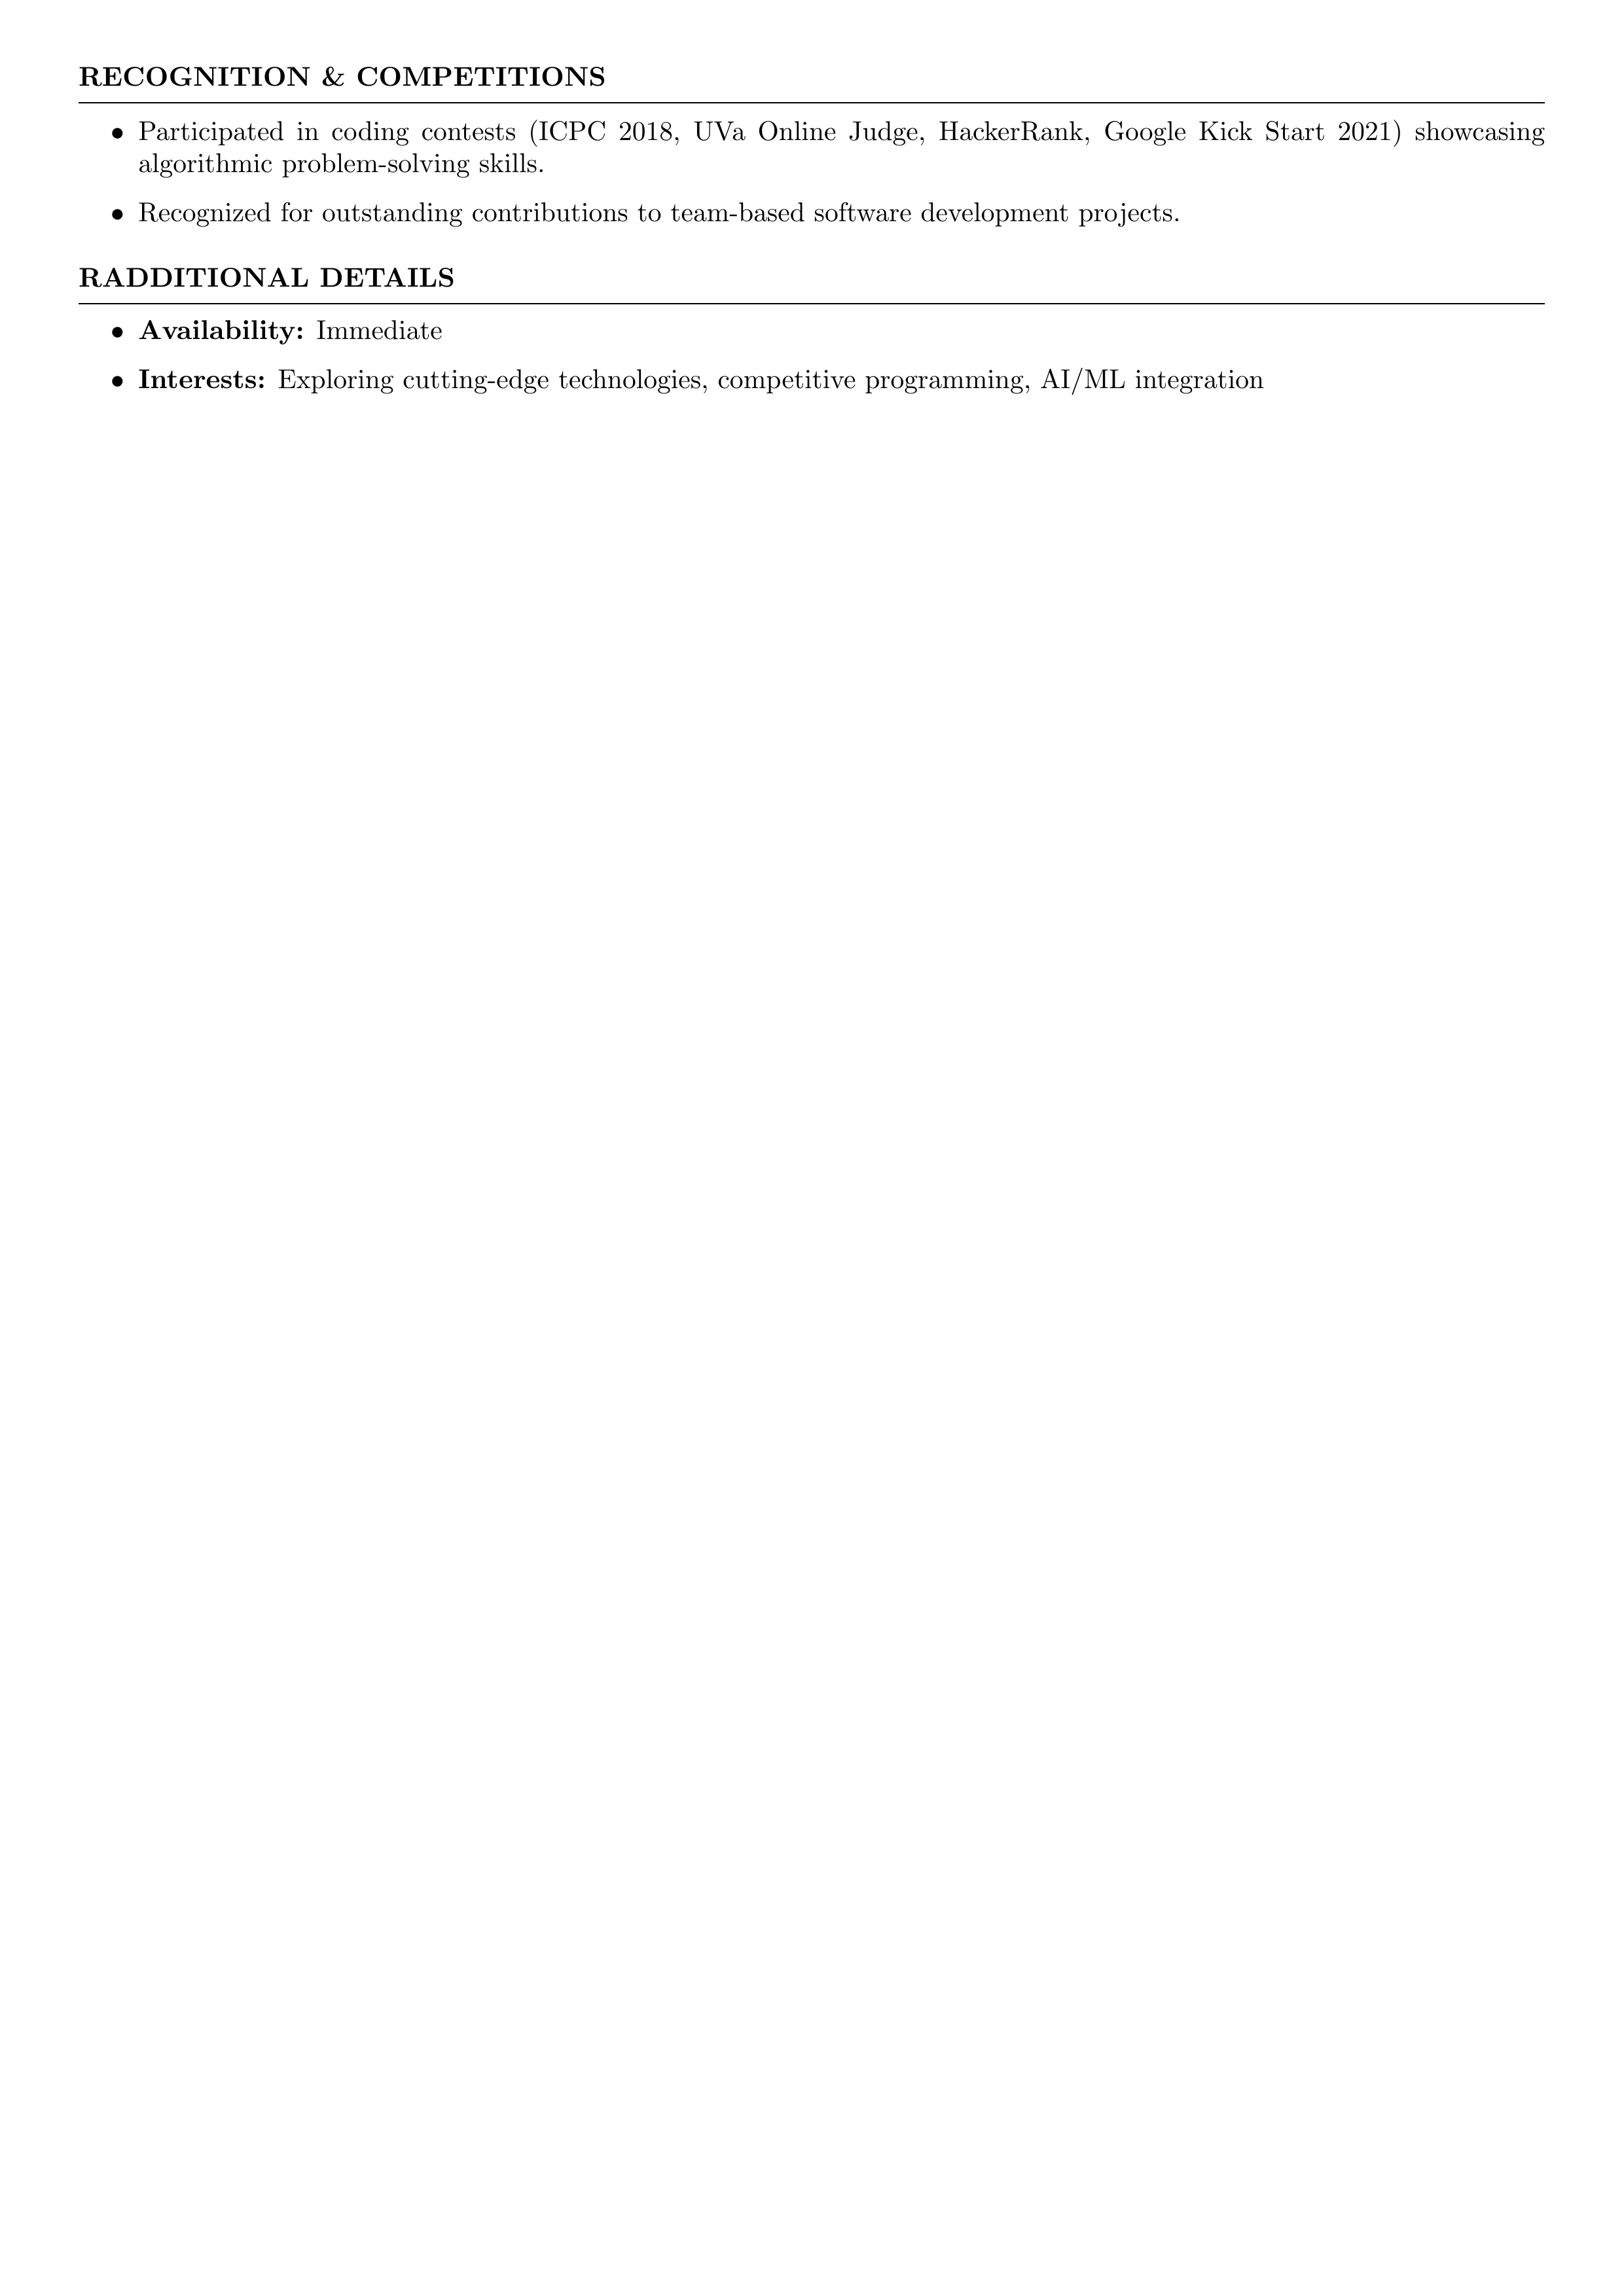 RECOGNITION & COMPETITIONS
• Participated in coding contests (ICPC 2018, UVa Online Judge, HackerRank, Google Kick Start 2021) showcasing
algorithmic problem-solving skills.
• Recognized for outstanding contributions to team-based software development projects.
RADDITIONAL DETAILS
• Availability: Immediate
• Interests: Exploring cutting-edge technologies, competitive programming, AI/ML integration